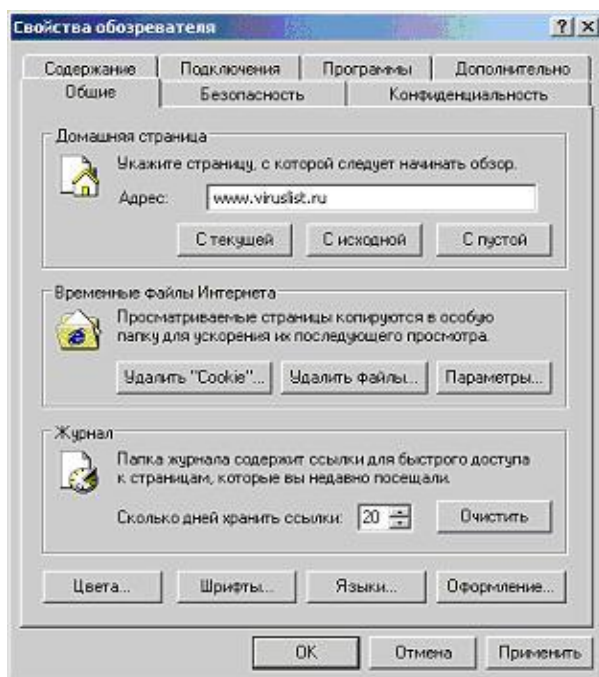 Свойства обозревателя
Содержание Подключения Программы Дополнительно
Общие Безопасность Конфиденциальность
Домашняя страница
Укажите страницу, с которой следует начинать обзор.
Адрес: www.viruslist.ru
С текущей С исходной С пустой
Временные файлы Интернета
Просматриваемые страницы копируются в особую
папку для ускорения их последующего просмотра.
Удалить "Cookie"... Удалить файлы... Параметры...
Журнал
Папка журнала содержит ссылки для быстрого доступа
к страницам, которые вы недавно посещали.
Сколько дней хранить ссылки: 20 Очистить
Цвета... Шрифты... Языки... Оформление...
OK Отмена Применить